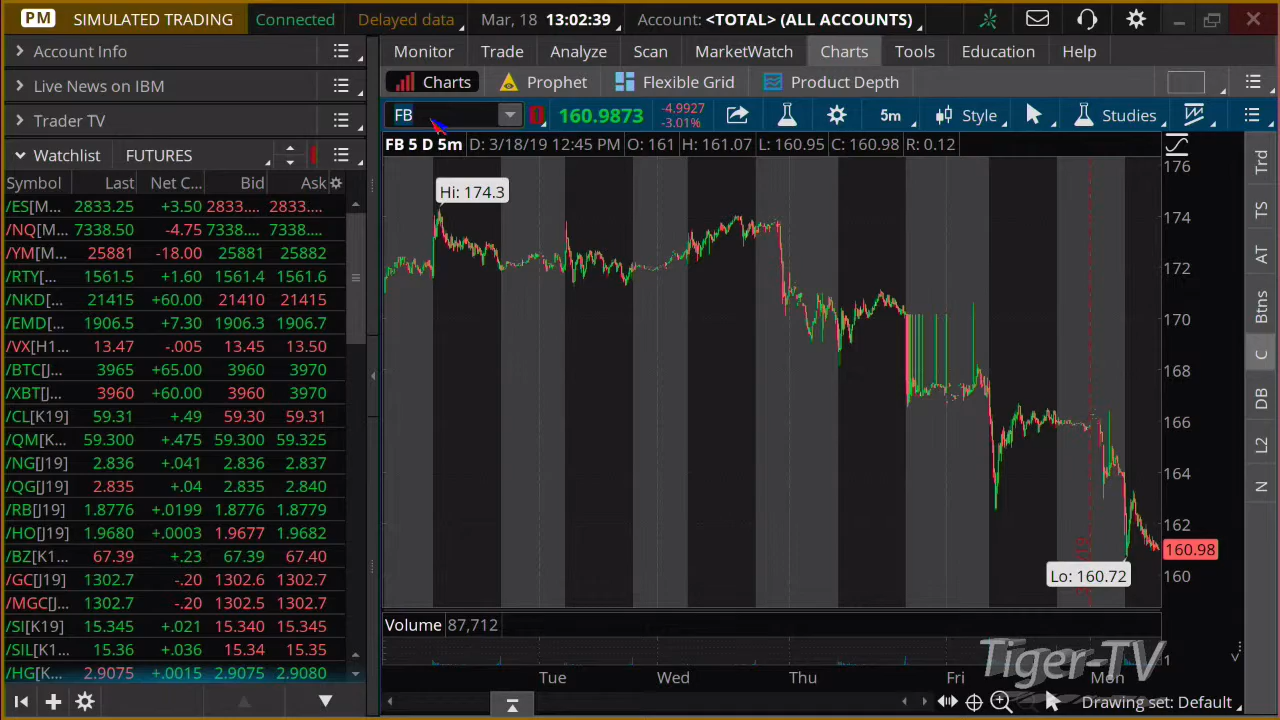 PM SIMULATED TRADING Connected Delayed data Mar, 18 13:02:39 Account: <TOTAL> (ALL ACCOUNTS)
Account Info
Live News on IBM
Trader TV
Watchlist FUTURES
Symbol Last Net C... Bid Ask
/ES[M... 2833.25 +3.50 2833.... 2833....
/NQ[M... 7338.50 -4.75 7338.... 7338....
/YM[M... 25881 -18.00 25881 25882
/RTY[... 1561.5 +1.60 1561.4 1561.6
/NKD[... 21415 +60.00 21410 21415
/EMD[... 1906.5 +7.30 1906.3 1906.7
/VX[H1... 13.47 -.005 13.45 13.50
/BTC[J... 3965 +65.00 3960 3970
/XBT[J... 3960 +60.00 3960 3970
/CL[K19] 59.31 +.49 59.30 59.31
/QM[K... 59.300 +.475 59.300 59.325
/NG[J19] 2.836 +.041 2.836 2.837
/QG[J19] 2.835 +.04 2.835 2.840
/RB[J19] 1.8776 +.0199 1.8776 1.8779
/HO[J19] 1.9680 +.0003 1.9677 1.9682
/BZ[K1... 67.39 +.23 67.39 67.40
/GC[J19] 1302.7 -.20 1302.6 1302.7
/MGC[... 1302.7 -.20 1302.5 1302.7
/SI[K19] 15.345 +.021 15.340 15.345
/SIL[K1... 15.36 +.036 15.34 15.35
/HG[K... 2.9075 +.0015 2.9075 2.9080
Monitor Trade Analyze Scan MarketWatch Charts Tools Education Help
Charts Prophet Flexible Grid Product Depth
FB 160.9873 -4.9927 -3.01% 5m Style Studies
FB 5 D 5m D: 3/18/19 12:45 PM O: 161 H: 161.07 L: 160.95 C: 160.98 R: 0.12
Hi: 174.3
176
174
172
170
168
166
164
162
160.98
160
Lo: 160.72
Volume 87,712
1
Tiger-TV
Tue Wed Thu Fri Mon
Drawing set: Default
Trd
TS
AT
Btns
C
DB
L2
N